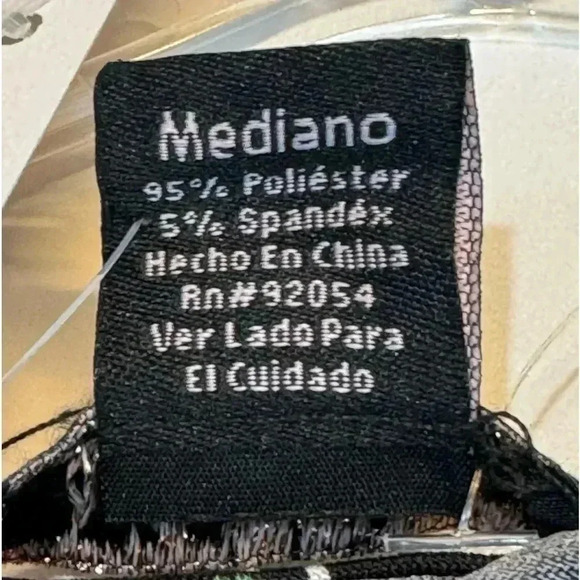 Mediano
95% Poliéster
5% Spandéx
Hecho En China
Rn#92054
Ver Lado Para
El Cuidado